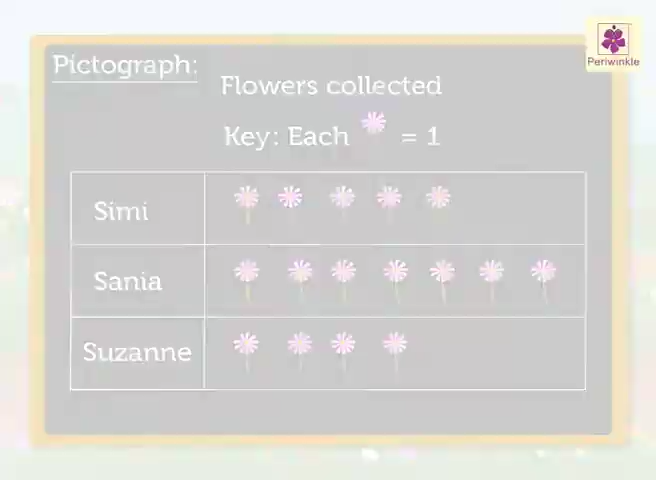 Periwinkle
Pictograph:
Flowers collected
Key: Each = 1
Simi
Sania
Suzanne